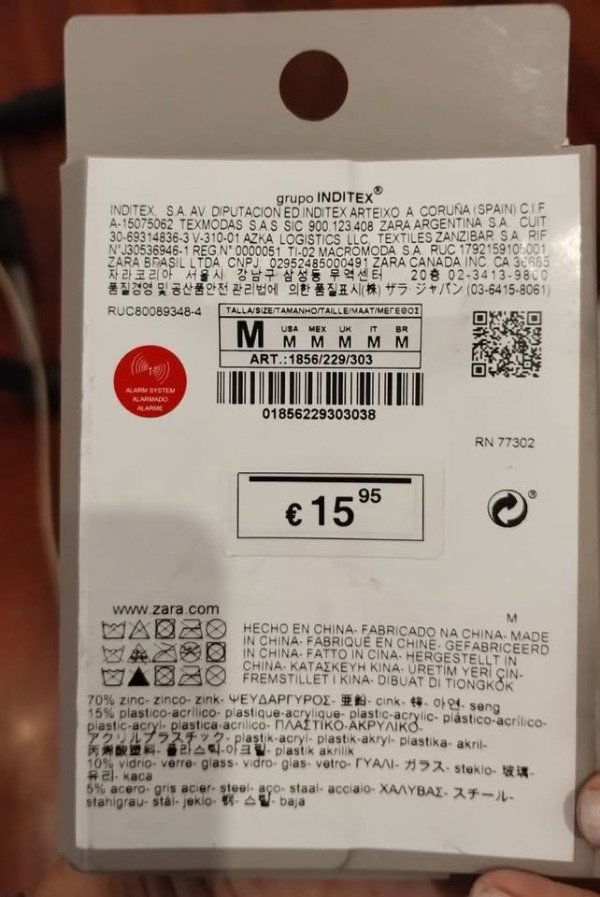 grupo INDITEX®
INDITEX, S.A. AV. DIPUTACION ED.INDITEX ARTEIXO A CORUÑA (SPAIN) C.I.F.
A-15075062 TEXMODAS S.A.S SIC 900.123.408 ZARA ARGENTINA S.A. CUIT
30-69314836-3 V-310-01 AZKA LOGISTICS LLC TEXTILES ZANZIBAR S.A. RIF
N°J30536946-1 REG.N° 0000051 TI-02 MACROMODA S.A. RUC
ZARA BRASIL LTDA. CNPJ: 02952485000491 ZARA CANADA INC. CA
자라코리아 서울시 강남구 삼성동 무역센터 20층 02-3413-9800
품질경영 및 공산품안전 관리법에 의한 품질표시(株) ザラ・ジャパン (03-6415-8061)
RUC80089348-4
TALLA/SIZE/TAMANHO/TAILLE/MAAT/ΜΕΓΕΘΟΣ
M USA M MEX M UK M IT M BR M
ART.:1856/229/303
01856229303038
ALARM SYSTEM
ALARMADO
ALARME
RN 77302
€ 15 95
www.zara.com
M
HECHO EN CHINA- FABRICADO NA CHINA- MADE
IN CHINA- FABRIQUÉ EN CHINE- GEFABRICEERD
IN CHINA- FATTO IN CINA- HERGESTELLT IN
CHINA- ΚΑΤΑΣΚΕΥΗ ΚΙΝΑ- ÜRETIM YERI ÇIN-
FREMSTILLET I KINA- DIBUAT DI TIONGKOK
70% zinc- zinco- zink- ΨΕΥΔΑΡΓΥΡΟΣ- 亜鉛- cink- 锌- 아연- seng
15% plastico-acrílico- plastique-acrylique- plastic-acrylic- plástico-acrílico-
plastic-acryl- plastica-acrilico- ΠΛΑΣΤΙΚΟ-ΑΚΡΥΛΙΚΟ-
アクリルプラスチック- plastik-acryl- plastik-akryl- plastika- akril-
丙烯酸塑料- 플라스틱-아크릴- plastik akrilik
10% vidrio- verre- glass- vidro- glas- vetro- ΓΥΑΛΙ- ガラス- steklo- 玻璃-
유리- kaca
5% acero- gris acier- steel- aço- staal- acciaio- ΧΑΛΥΒΑΣ- スチール-
stahlgrau- stål- jeklo- 钢- 스틸- baja